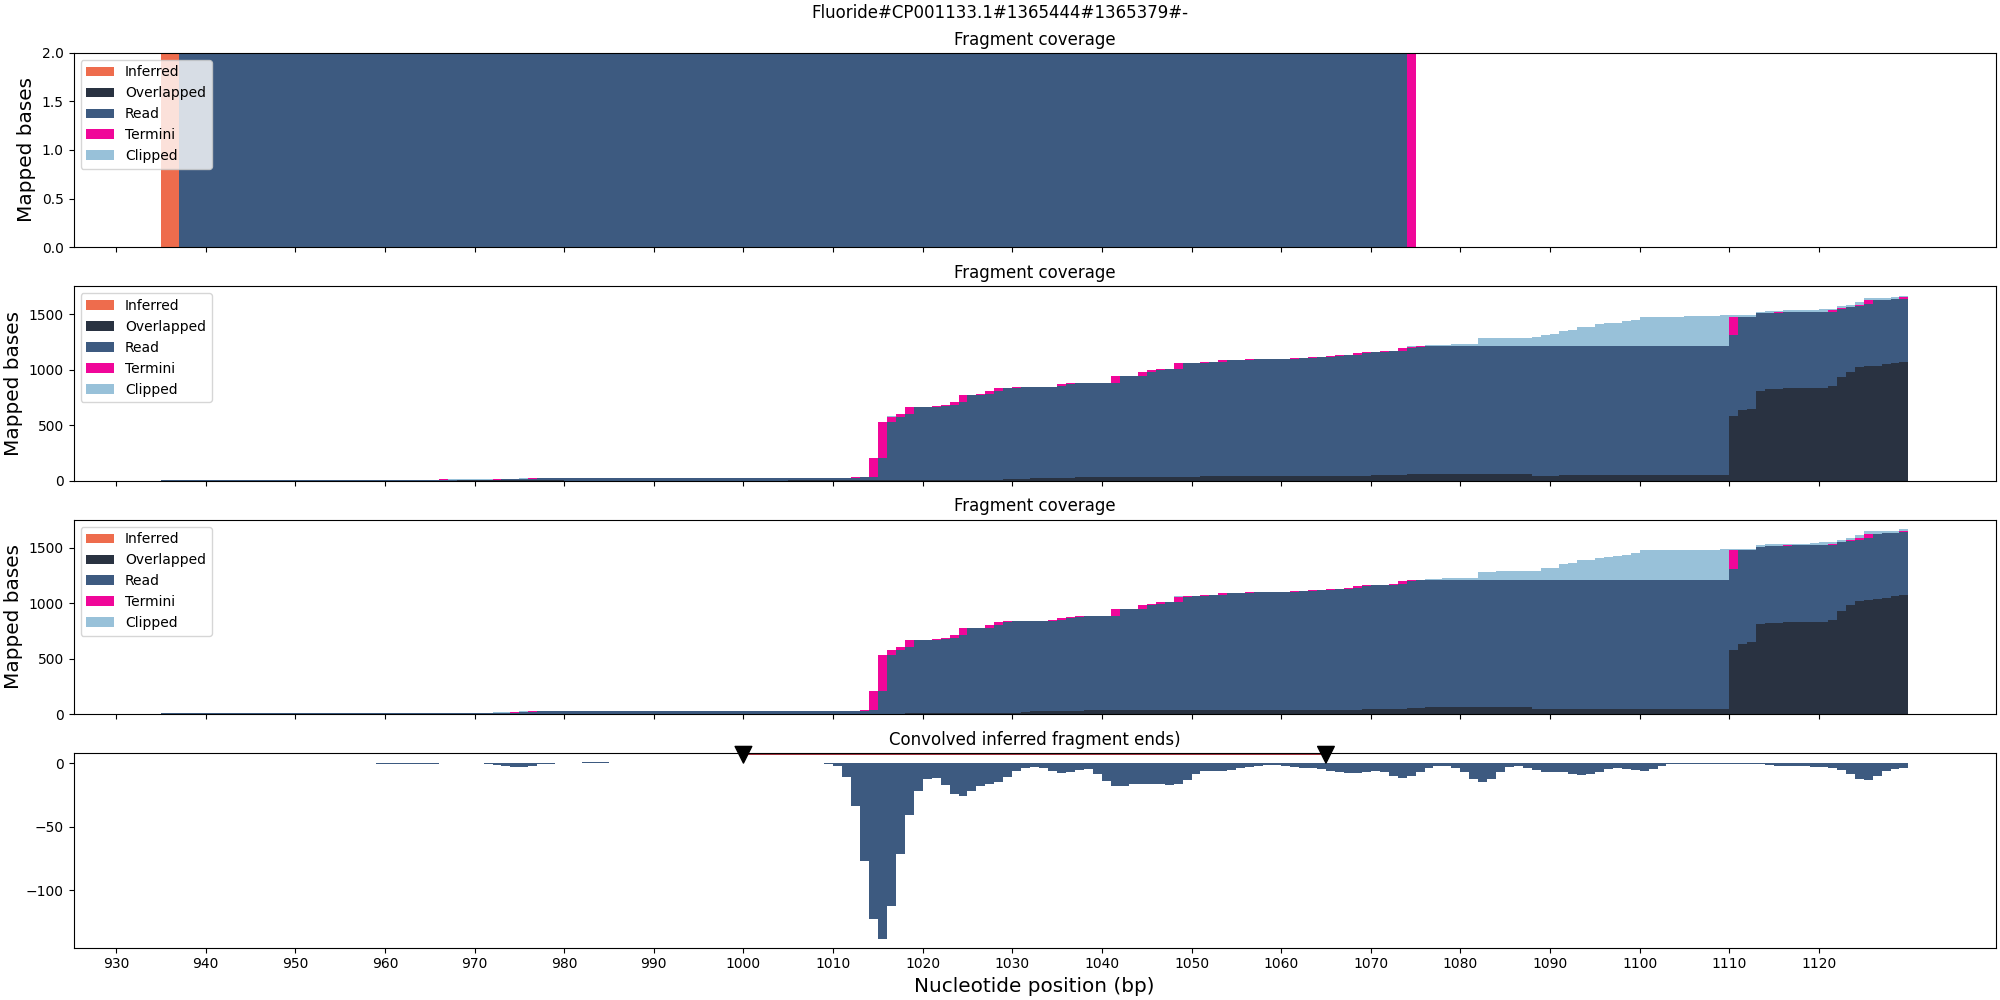 Fluoride#CP001133.1#1365444#1365379#-
Fragment coverage
Mapped bases
2.0
1.5
1.0
0.5
0.0
Inferred
Overlapped
Read
Termini
Clipped
Fragment coverage
Mapped bases
1500
1000
500
0
Inferred
Overlapped
Read
Termini
Clipped
Fragment coverage
Mapped bases
1500
1000
500
0
Inferred
Overlapped
Read
Termini
Clipped
Convolved inferred fragment ends)
0
−50
−100
930 940 950 960 970 980 990 1000 1010 1020 1030 1040 1050 1060 1070 1080 1090 1100 1110 1120
Nucleotide position (bp)